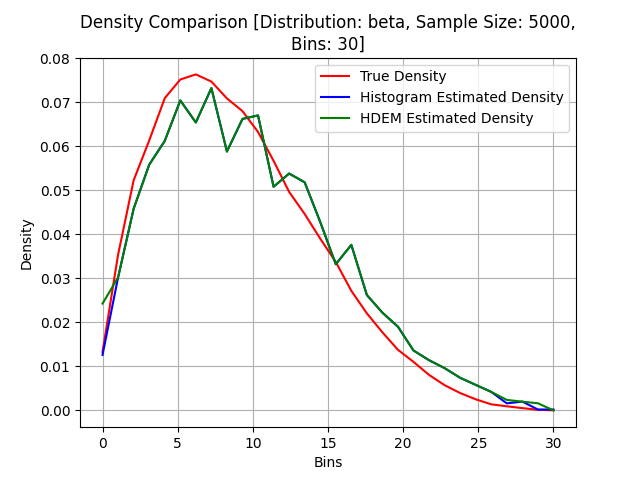 Density Comparison [Distribution: beta, Sample Size: 5000,
Bins: 30]
True Density
Histogram Estimated Density
HDEM Estimated Density
Density
0.08
0.07
0.06
0.05
0.04
0.03
0.02
0.01
0.00
0 5 10 15 20 25 30
Bins